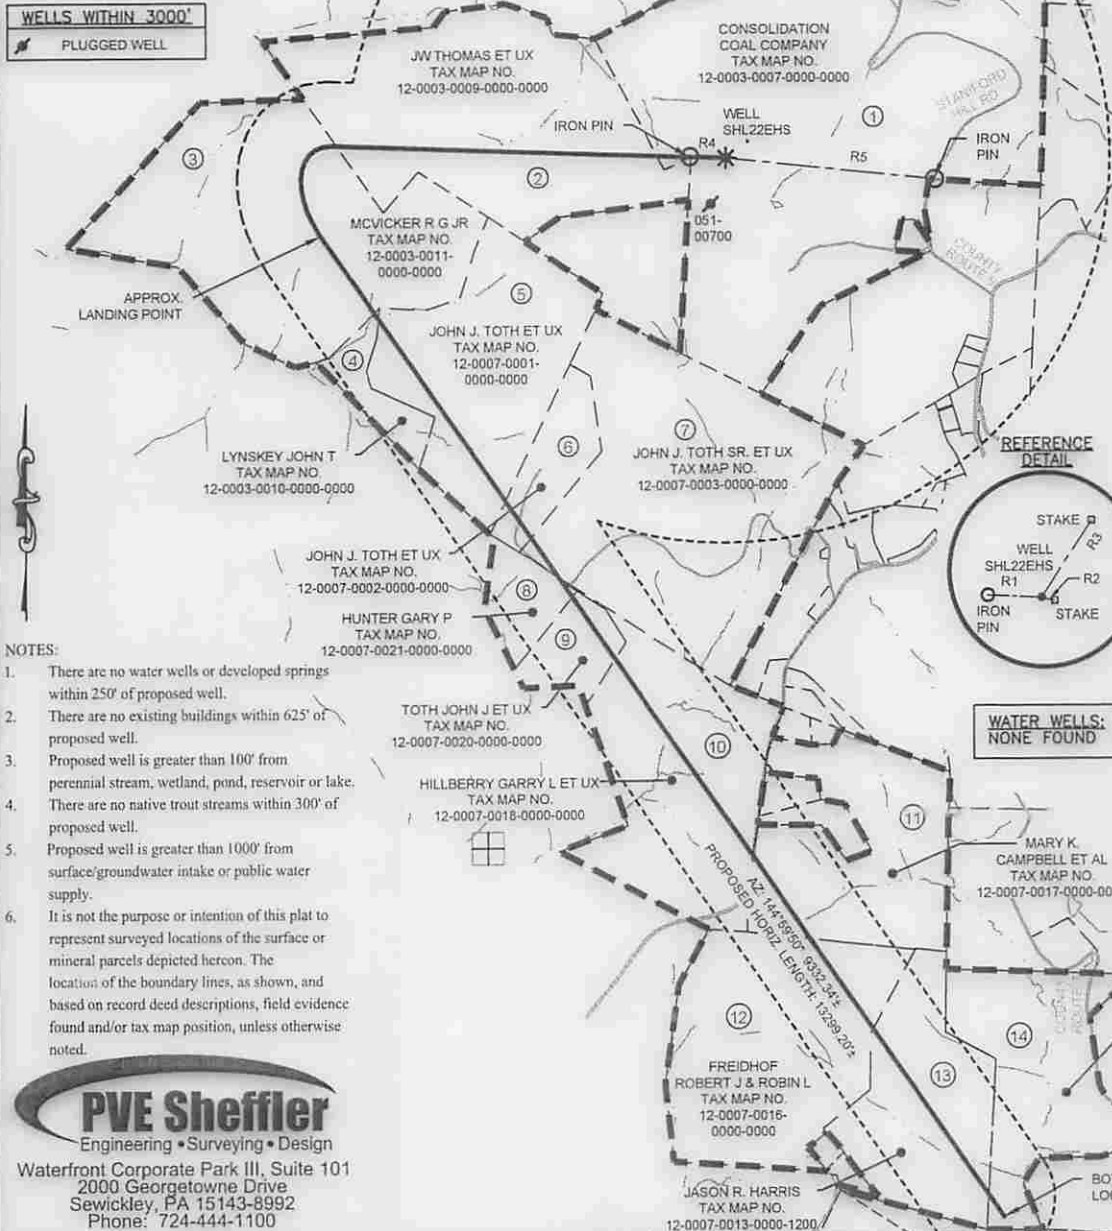 WELLS WITHIN 3000'
PLUGGED WELL
JW THOMAS ET UX
TAX MAP NO.
12-0003-0009-0000-0000
CONSOLIDATION
COAL COMPANY
TAX MAP NO.
12-0003-0007-0000-0000
STANIFORD
HILL RD
IRON PIN
R4
WELL
SHL22EHS
1
R5
IRON
PIN
3
2
MCVICKER R G JR
TAX MAP NO.
12-0003-0011-
0000-0000
051-
00700
COUNTY
ROUTE
APPROX.
LANDING POINT
5
JOHN J. TOTH ET UX
TAX MAP NO.
12-0007-0001-
0000-0000
4
6
7
JOHN J. TOTH SR. ET UX
TAX MAP NO.
12-0007-0003-0000-0000
LYNSKEY JOHN T
TAX MAP NO.
12-0003-0010-0000-0000
REFERENCE
DETAIL
STAKE
R3
WELL
SHL22EHS
R1
R2
IRON
PIN
STAKE
JOHN J. TOTH ET UX
TAX MAP NO.
12-0007-0002-0000-0000
8
HUNTER GARY P
TAX MAP NO.
12-0007-0021-0000-0000
9
TOTH JOHN J ET UX
TAX MAP NO.
12-0007-0020-0000-0000
10
HILLBERRY GARRY L ET UX
TAX MAP NO.
12-0007-0018-0000-0000
WATER WELLS:
NONE FOUND
11
MARY K.
CAMPBELL ET AL
TAX MAP NO.
12-0007-0017-0000-00
AZ: 144°59'50" 9332.34'±
PROPOSED HORIZ. LENGTH: 13299.20'±
12
FREIDHOF
ROBERT J & ROBIN L
TAX MAP NO.
12-0007-0016-
0000-0000
13
14
COUNTY
ROUTE
JASON R. HARRIS
TAX MAP NO.
12-0007-0013-0000-1200
BO
LO
NOTES:
1. There are no water wells or developed springs
within 250' of proposed well.
2. There are no existing buildings within 625' of
proposed well.
3. Proposed well is greater than 100' from
perennial stream, wetland, pond, reservoir or lake.
4. There are no native trout streams within 300' of
proposed well.
5. Proposed well is greater than 1000' from
surface/groundwater intake or public water
supply.
6. It is not the purpose or intention of this plat to
represent surveyed locations of the surface or
mineral parcels depicted hereon. The
location of the boundary lines, as shown, and
based on record deed descriptions, field evidence
found and/or tax map position, unless otherwise
noted.
PVE Sheffler
Engineering • Surveying • Design
Waterfront Corporate Park III, Suite 101
2000 Georgetowne Drive
Sewickley, PA 15143-8992
Phone: 724-444-1100